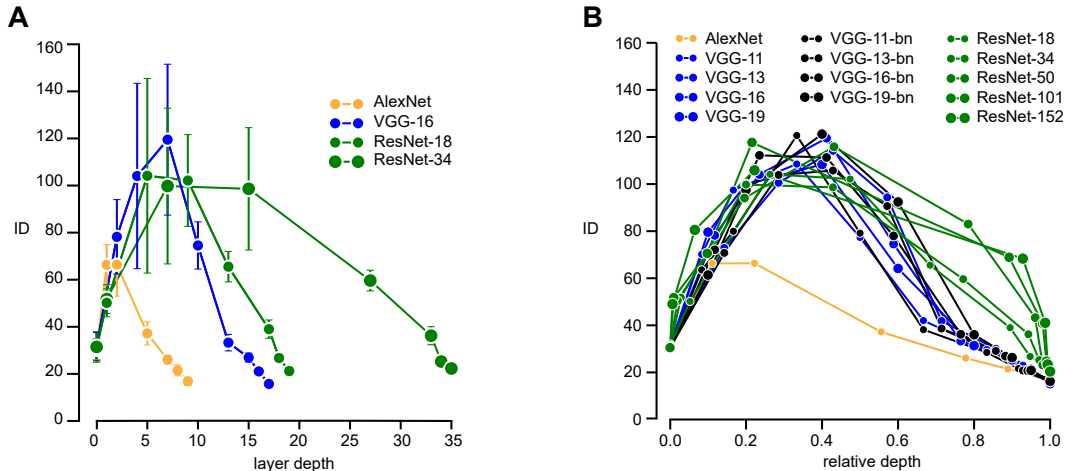 A
160
140
120
100
80
60
40
20
0
ID
0
5
10
15
20
25
30
35
layer depth
AlexNet
VGG-16
ResNet-18
ResNet-34
B
160
140
120
100
80
60
40
20
0
ID
0.0
0.2
0.4
0.6
0.8
1.0
relative depth
AlexNet
VGG-11
VGG-13
VGG-16
VGG-19
VGG-11-bn
VGG-13-bn
VGG-16-bn
VGG-19-bn
ResNet-18
ResNet-34
ResNet-50
ResNet-101
ResNet-152